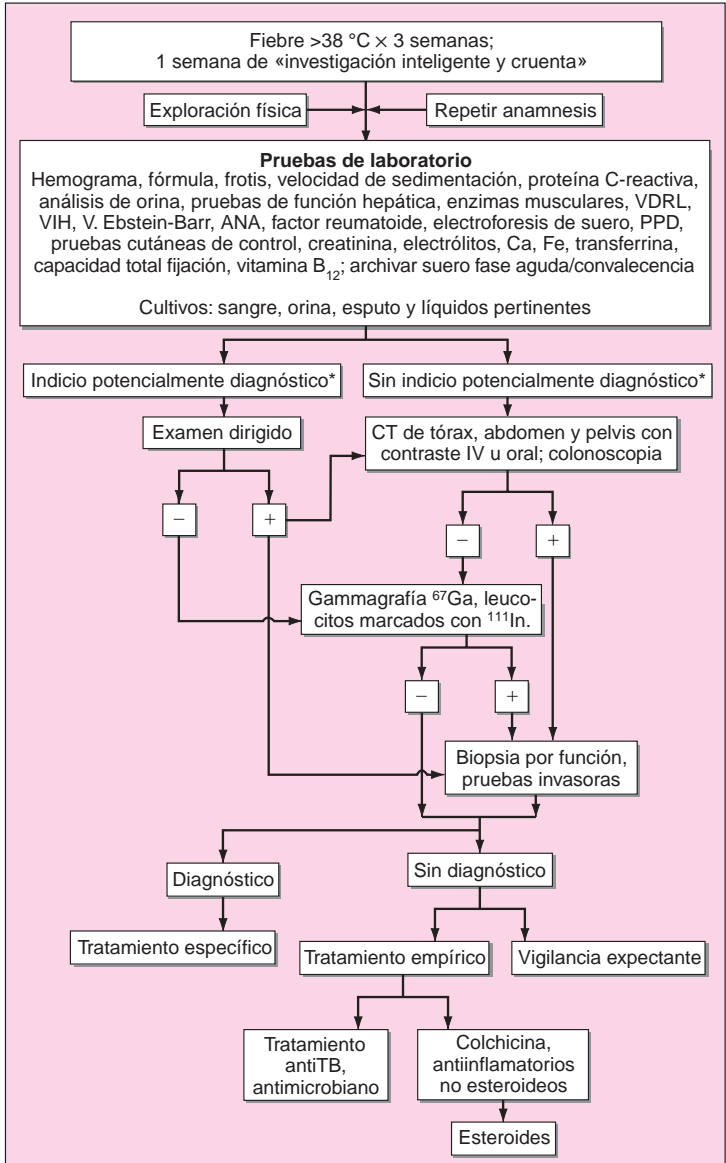 Fiebre >38 °C × 3 semanas;
1 semana de «investigación inteligente y cruenta»
Exploración física
Repetir anamnesis
Pruebas de laboratorio
Hemograma, fórmula, frotis, velocidad de sedimentación, proteína C-reactiva,
análisis de orina, pruebas de función hepática, enzimas musculares, VDRL,
VIH, V. Ebstein-Barr, ANA, factor reumatoide, electroforesis de suero, PPD,
pruebas cutáneas de control, creatinina, electrólitos, Ca, Fe, transferrina,
capacidad total fijación, vitamina B₁₂; archivar suero fase aguda/convalecencia
Cultivos: sangre, orina, esputo y líquidos pertinentes
Indicio potencialmente diagnóstico*
Sin indicio potencialmente diagnóstico*
Examen dirigido
CT de tórax, abdomen y pelvis con
contraste IV u oral; colonoscopia
−
+
−
+
Gammagrafía ⁶⁷Ga, leuco-
citos marcados con ¹¹¹In.
−
+
Biopsia por función,
pruebas invasoras
Diagnóstico
Sin diagnóstico
Tratamiento específico
Tratamiento empírico
Vigilancia expectante
Tratamiento
antiTB,
antimicrobiano
Colchicina,
antiinflamatorios
no esteroideos
Esteroides